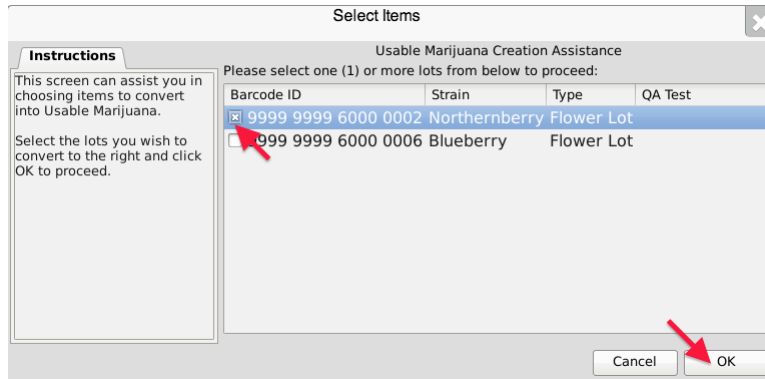 Select Items
Instructions
This screen can assist you in
choosing items to convert
into Usable Marijuana.
Select the lots you wish to
convert to the right and click
OK to proceed.
Usable Marijuana Creation Assistance
Please select one (1) or more lots from below to proceed:
Barcode ID Strain Type QA Test
9999 9999 6000 0002 Northernberry Flower Lot
9999 9999 6000 0006 Blueberry Flower Lot
Cancel OK